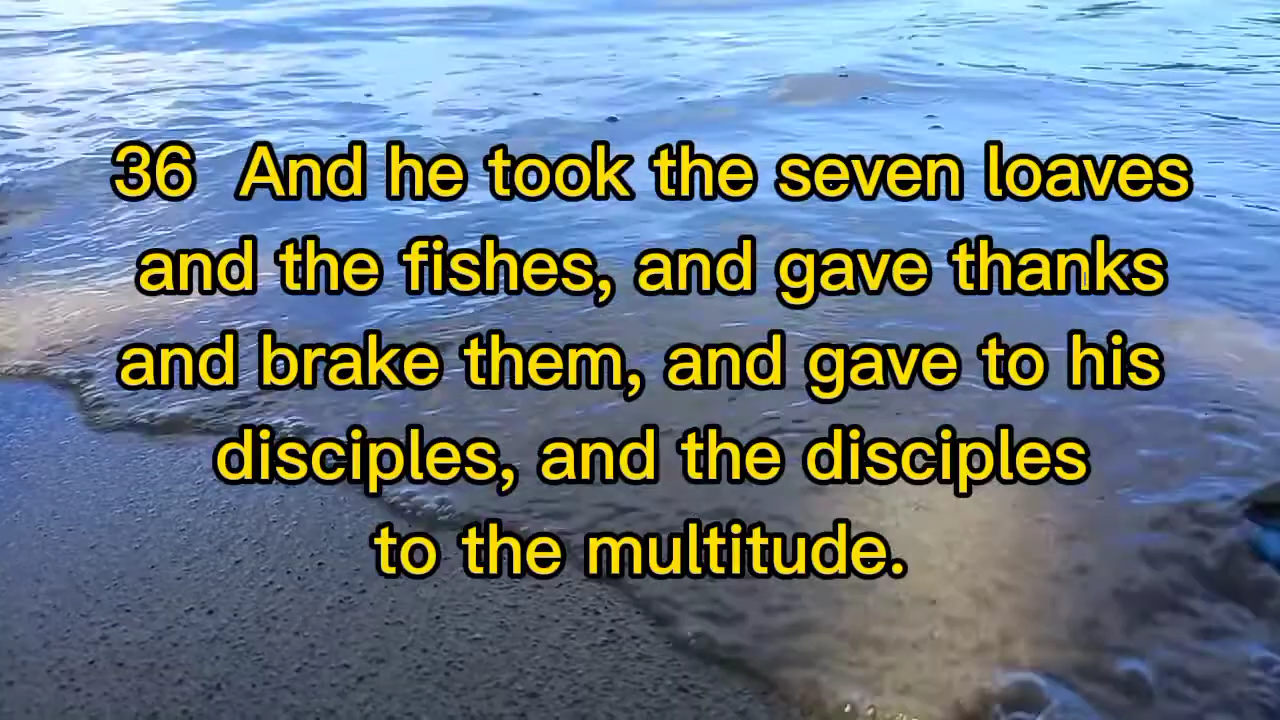 36 And he took the seven loaves
and the fishes, and gave thanks
and brake them, and gave to his
disciples, and the disciples
to the multitude.